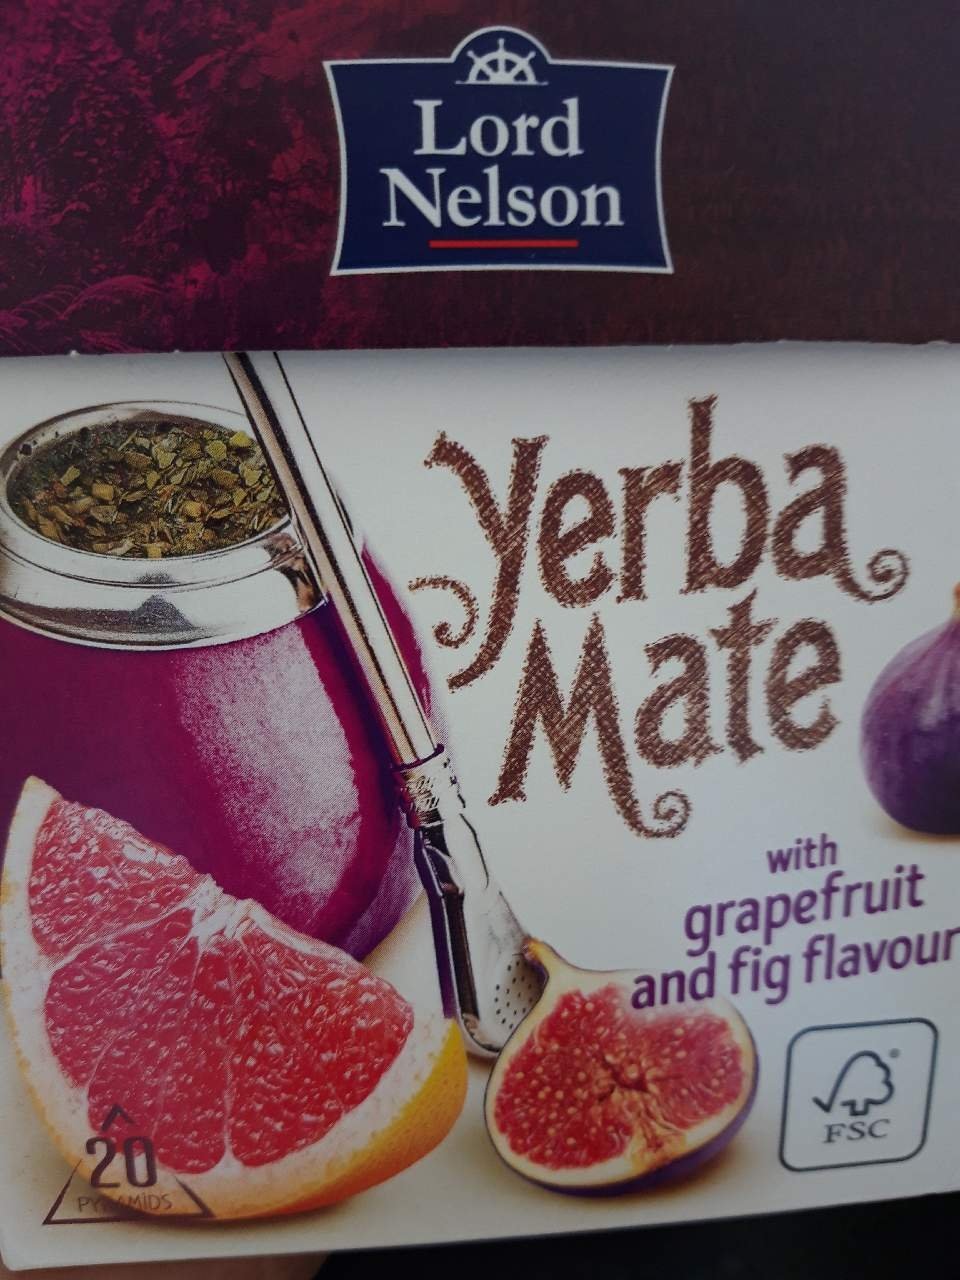 Lord
Nelson
Yerba
Mate
with
grapefruit
and fig flavour
FSC
20
PYRAMIDS